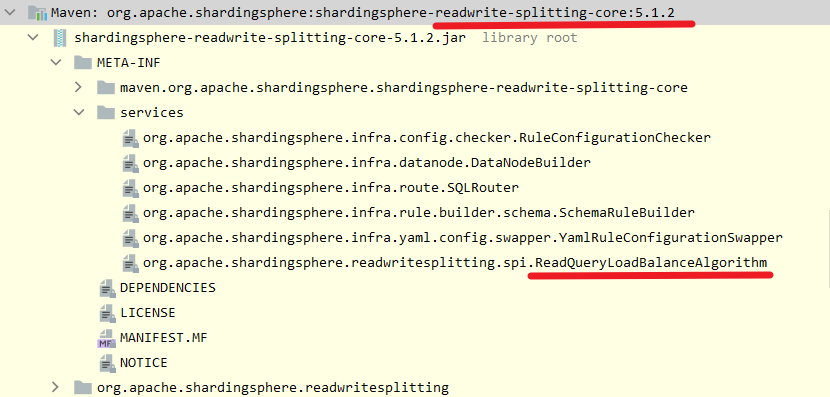 Maven: org.apache.shardingsphere:shardingsphere-readwrite-splitting-core:5.1.2
shardingsphere-readwrite-splitting-core-5.1.2.jar library root
META-INF
maven.org.apache.shardingsphere.shardingsphere-readwrite-splitting-core
services
org.apache.shardingsphere.infra.config.checker.RuleConfigurationChecker
org.apache.shardingsphere.infra.datanode.DataNodeBuilder
org.apache.shardingsphere.infra.route.SQLRouter
org.apache.shardingsphere.infra.rule.builder.schema.SchemaRuleBuilder
org.apache.shardingsphere.infra.yaml.config.swapper.YamlRuleConfigurationSwapper
org.apache.shardingsphere.readwritesplitting.spi.ReadQueryLoadBalanceAlgorithm
DEPENDENCIES
LICENSE
MF MANIFEST.MF
NOTICE
org.apache.shardingsphere.readwritesplitting